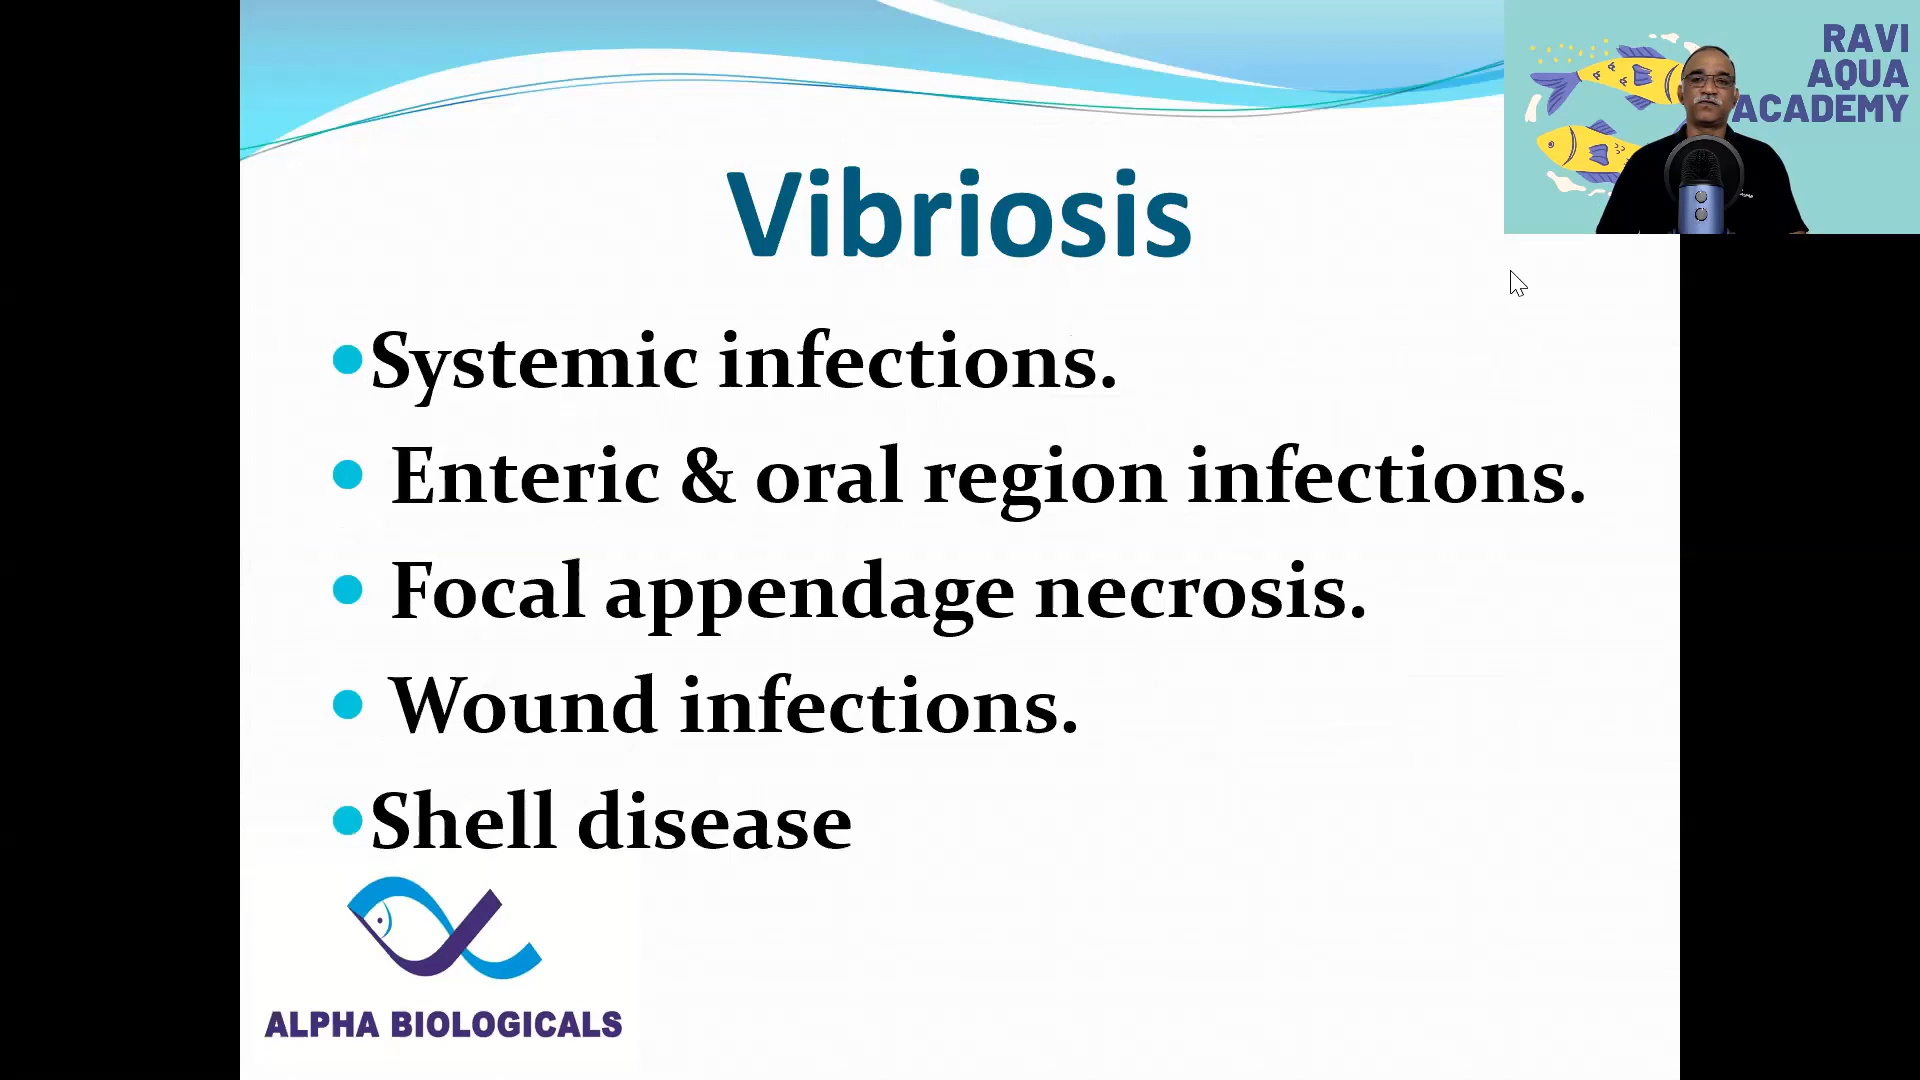 RAVI
AQUA
ACADEMY
Vibriosis
•Systemic infections.
• Enteric & oral region infections.
• Focal appendage necrosis.
• Wound infections.
•Shell disease
ALPHA BIOLOGICALS